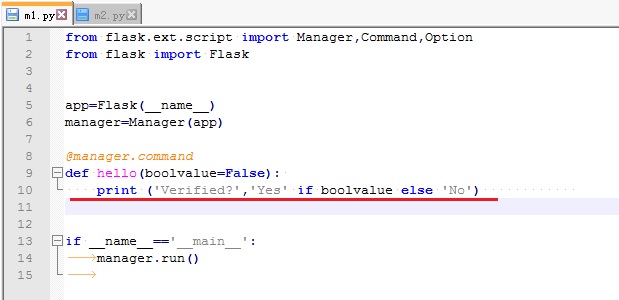 m1.py m2.py
1 from flask.ext.script import Manager,Command,Option
2 from flask import Flask
3
4
5 app=Flask(__name__)
6 manager=Manager(app)
7
8 @manager.command
9 def hello(boolvalue=False):
10 print ('Verified?','Yes' if boolvalue else 'No')
11
12
13 if __name__=='__main__':
14 manager.run()
15